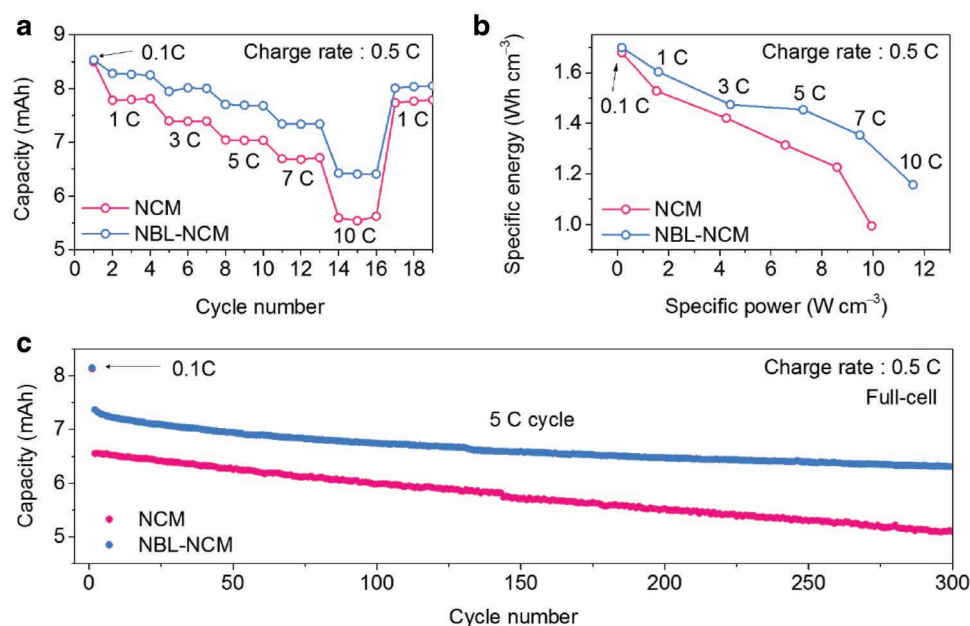 a
9
8
7
6
5
Capacity (mAh)
0.1C
Charge rate : 0.5 C
1 C
3 C
5 C
7 C
10 C
1 C
NCM
NBL-NCM
0 2 4 6 8 10 12 14 16 18
Cycle number
b
1.6
1.4
1.2
1.0
Specific energy (Wh cm⁻³)
Charge rate : 0.5 C
0.1 C
1 C
3 C
5 C
7 C
10 C
NCM
NBL-NCM
0 2 4 6 8 10 12
Specific power (W cm⁻³)
c
8
7
6
5
Capacity (mAh)
0.1C
Charge rate : 0.5 C
Full-cell
5 C cycle
NCM
NBL-NCM
0 50 100 150 200 250 300
Cycle number